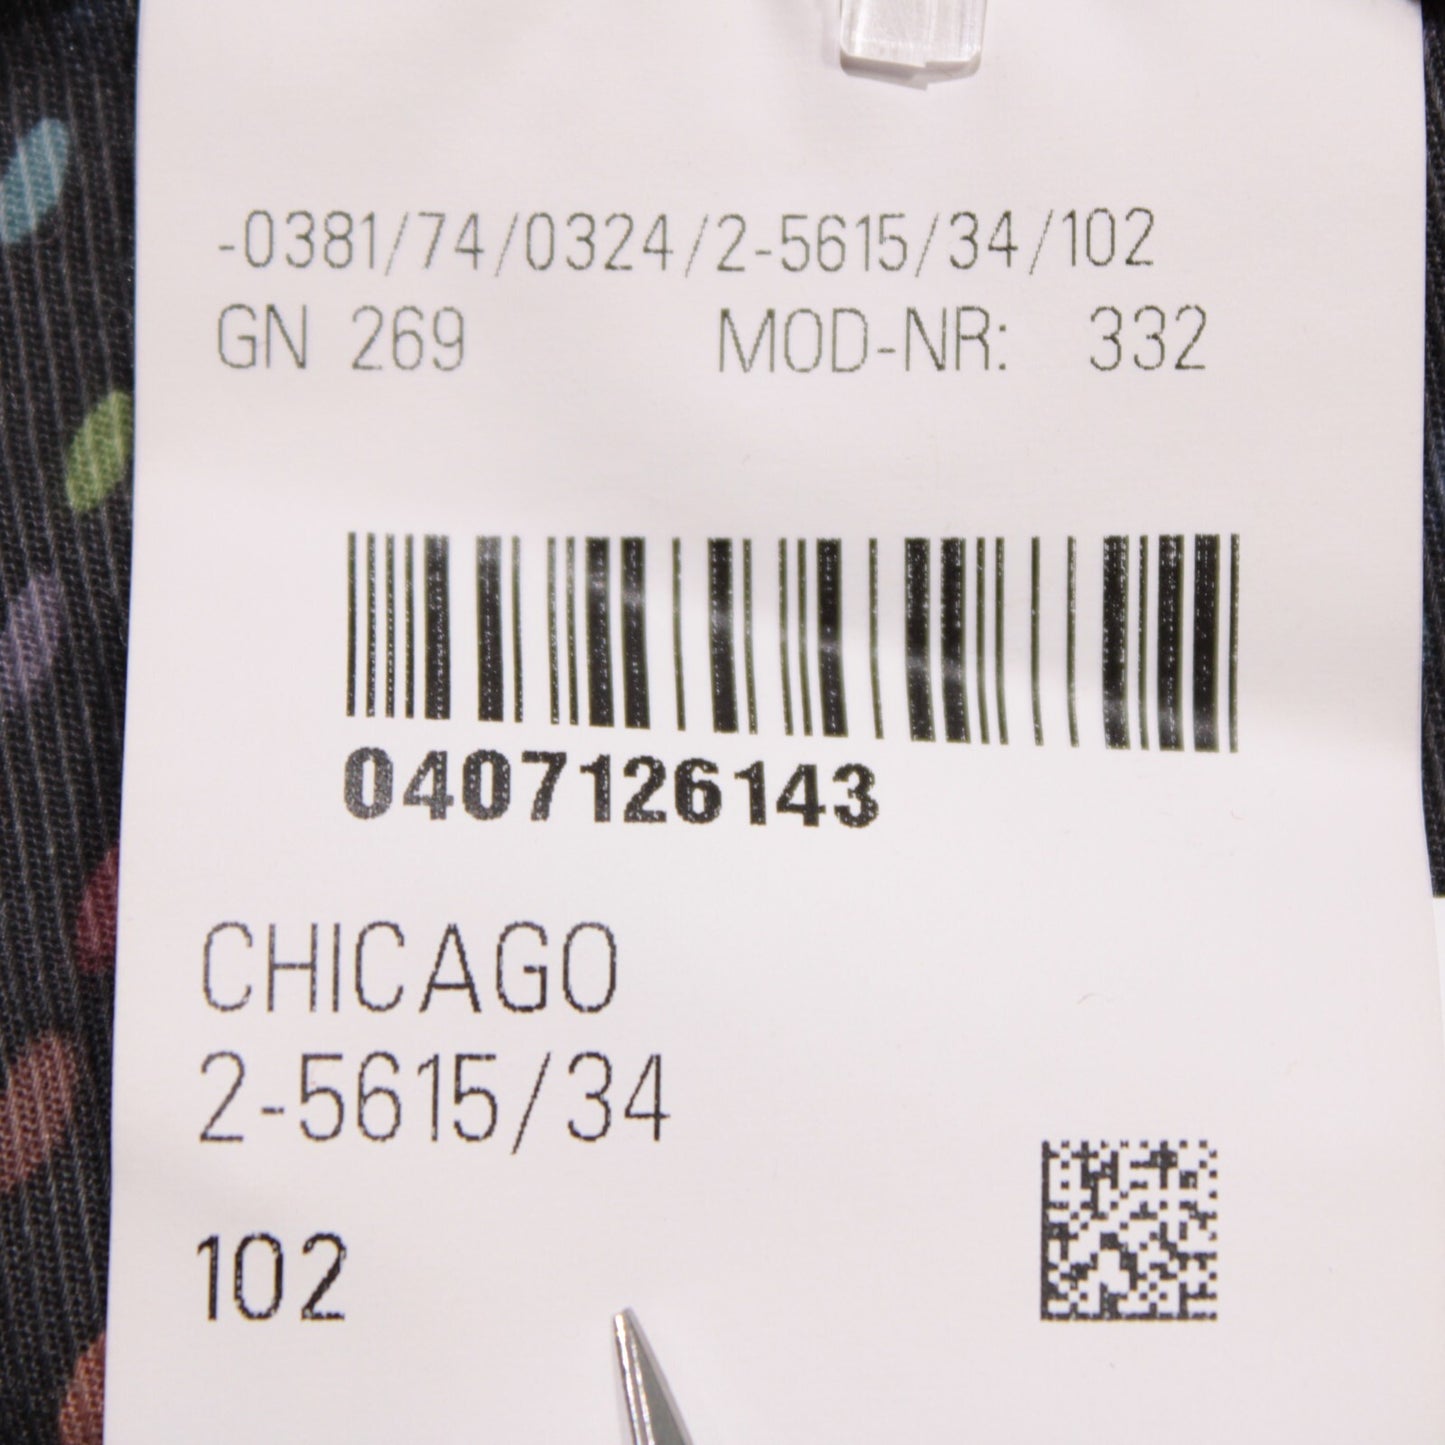 -0381/74/0324/2-5615/34/102
GN 269 MOD-NR: 332
0407126143
CHICAGO
2-5615/34
102